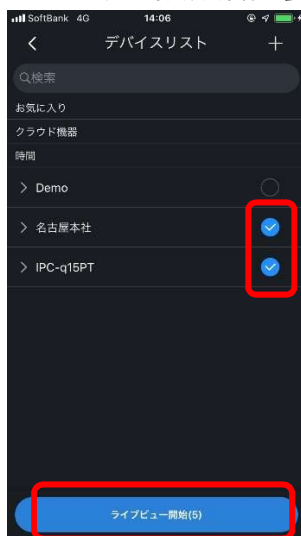 SoftBank 4G 14:06
デバイスリスト
検索
お気に入り
クラウド機器
時間
Demo
名古屋本社
IPC-q15PT
ライブビュー開始(5)